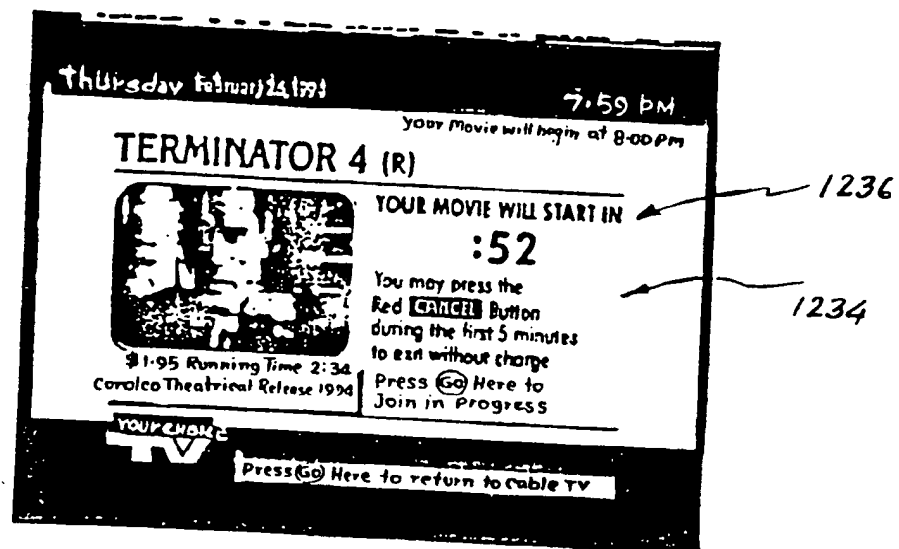 Thursday February
7:59 PM
Your Movie will begin at 8:00 PM
TERMINATOR 4 (R)
YOUR MOVIE WILL START IN
:52
You may press the
Red CANCEL Button
during the first 5 minutes
to exit without charge
$1.95 Running Time 2:34
Carolco Theatrical Release 1994
Press Go Here to
Join in Progress
YOUR CHOICE
TV
Press Go Here to return to Cable TV
1236
1234